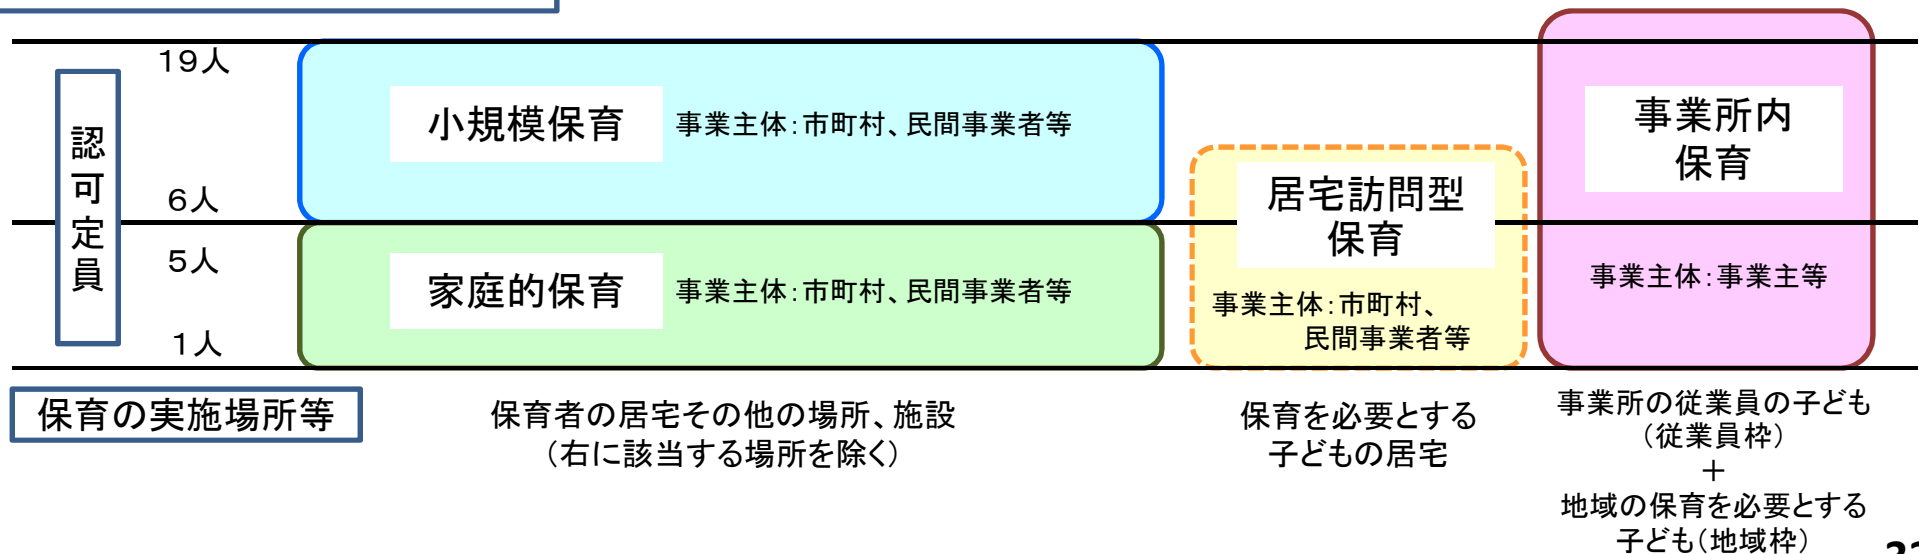 認可定員
19人
6人
5人
1人
小規模保育
事業主体:市町村、民間事業者等
家庭的保育
事業主体:市町村、民間事業者等
居宅訪問型
保育
事業主体:市町村、
民間事業者等
事業所内
保育
事業主体:事業主等
保育の実施場所等
保育者の居宅その他の場所、施設
(右に該当する場所を除く)
保育を必要とする
子どもの居宅
事業所の従業員の子ども
(従業員枠)
+
地域の保育を必要とする
子ども(地域枠)